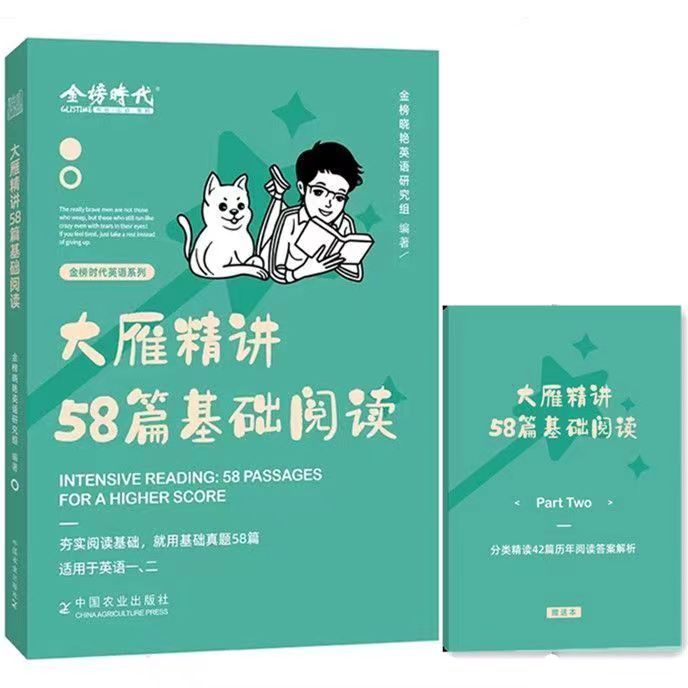 金榜时代
GLISTIME
The really brave men are not those
who weep, but those who still run like
crazy even with tears in their eyes!
If you feel tired, just take a rest instead
of giving up.
金榜时代英语系列
金榜晓艳英语研究组 编著
大雁精讲
58篇基础阅读
INTENSIVE READING: 58 PASSAGES
FOR A HIGHER SCORE
夯实阅读基础，就用基础真题58篇
适用于英语一、二
中国农业出版社
CHINA AGRICULTURE PRESS
大雁精讲58篇基础阅读
金榜晓艳英语研究组 编著
中国农业出版社
大雁精讲
58篇基础阅读
< Part Two >
分类精读42篇历年阅读答案解析
赠送本